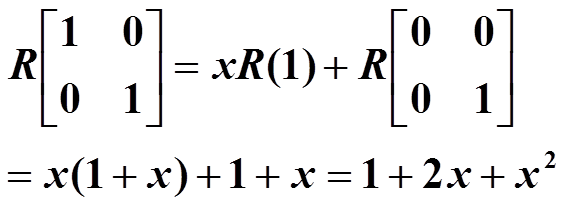 R[1 0
0 1] = xR(1) + R[0 0
0 1]
= x(1 + x) + 1 + x = 1 + 2x + x²